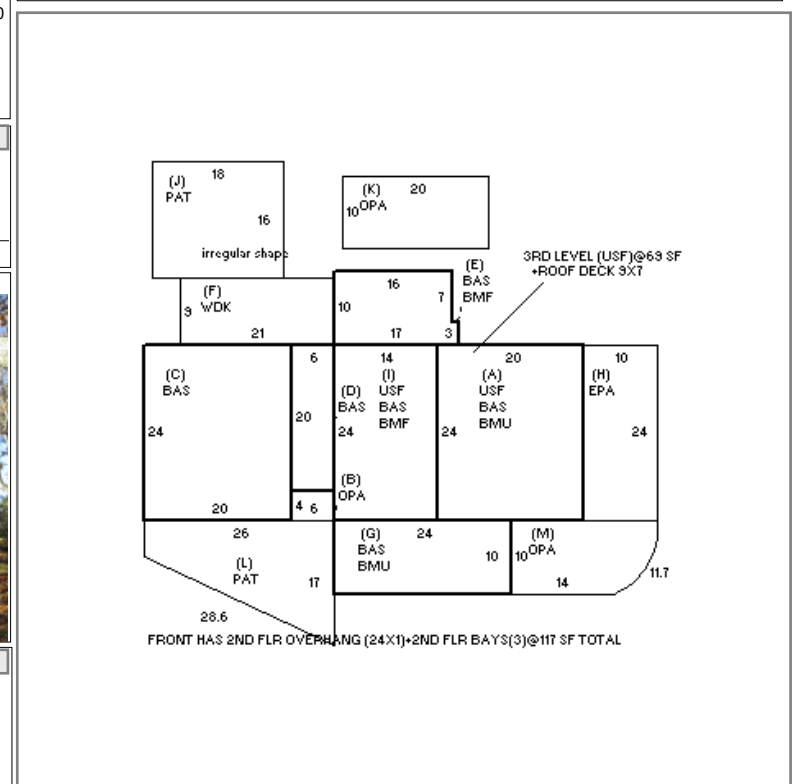 18
(J)
PAT
16
irregular shape
(K) 20
10 OPA
3RD LEVEL (USF)@69 SF
+ROOF DECK 9X7
(E)
BAS
BMF
16
7
10
17 3
(F)
WDK
9
21
(C)
BAS
24
20
6
20
(D)
BAS
24
(B)
OPA
4 6
14
(I)
USF
BAS
BMF
20
(A)
USF
BAS
BMU
24
10
(H)
EPA
24
26
(L)
PAT
17
28.6
(G) 24
BAS
BMU
10
(M)
10 OPA
14
11.7
FRONT HAS 2ND FLR OVERHANG (24X1)+2ND FLR BAYS(3)@117 SF TOTAL